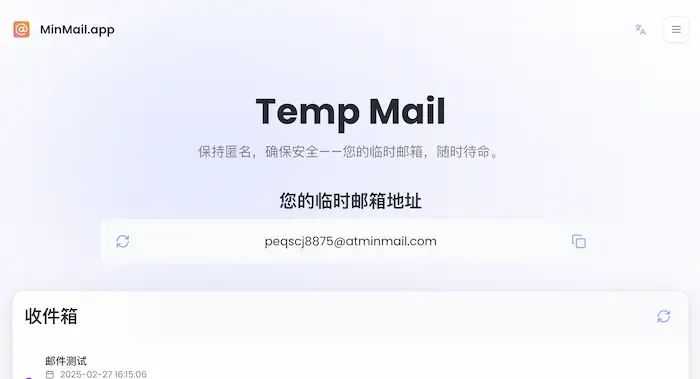 MinMail.app
Temp Mail
保持匿名，确保安全——您的临时邮箱，随时待命。
您的临时邮箱地址
peqscj8875@atminmail.com
收件箱
邮件测试
2025-02-27 16:15:06